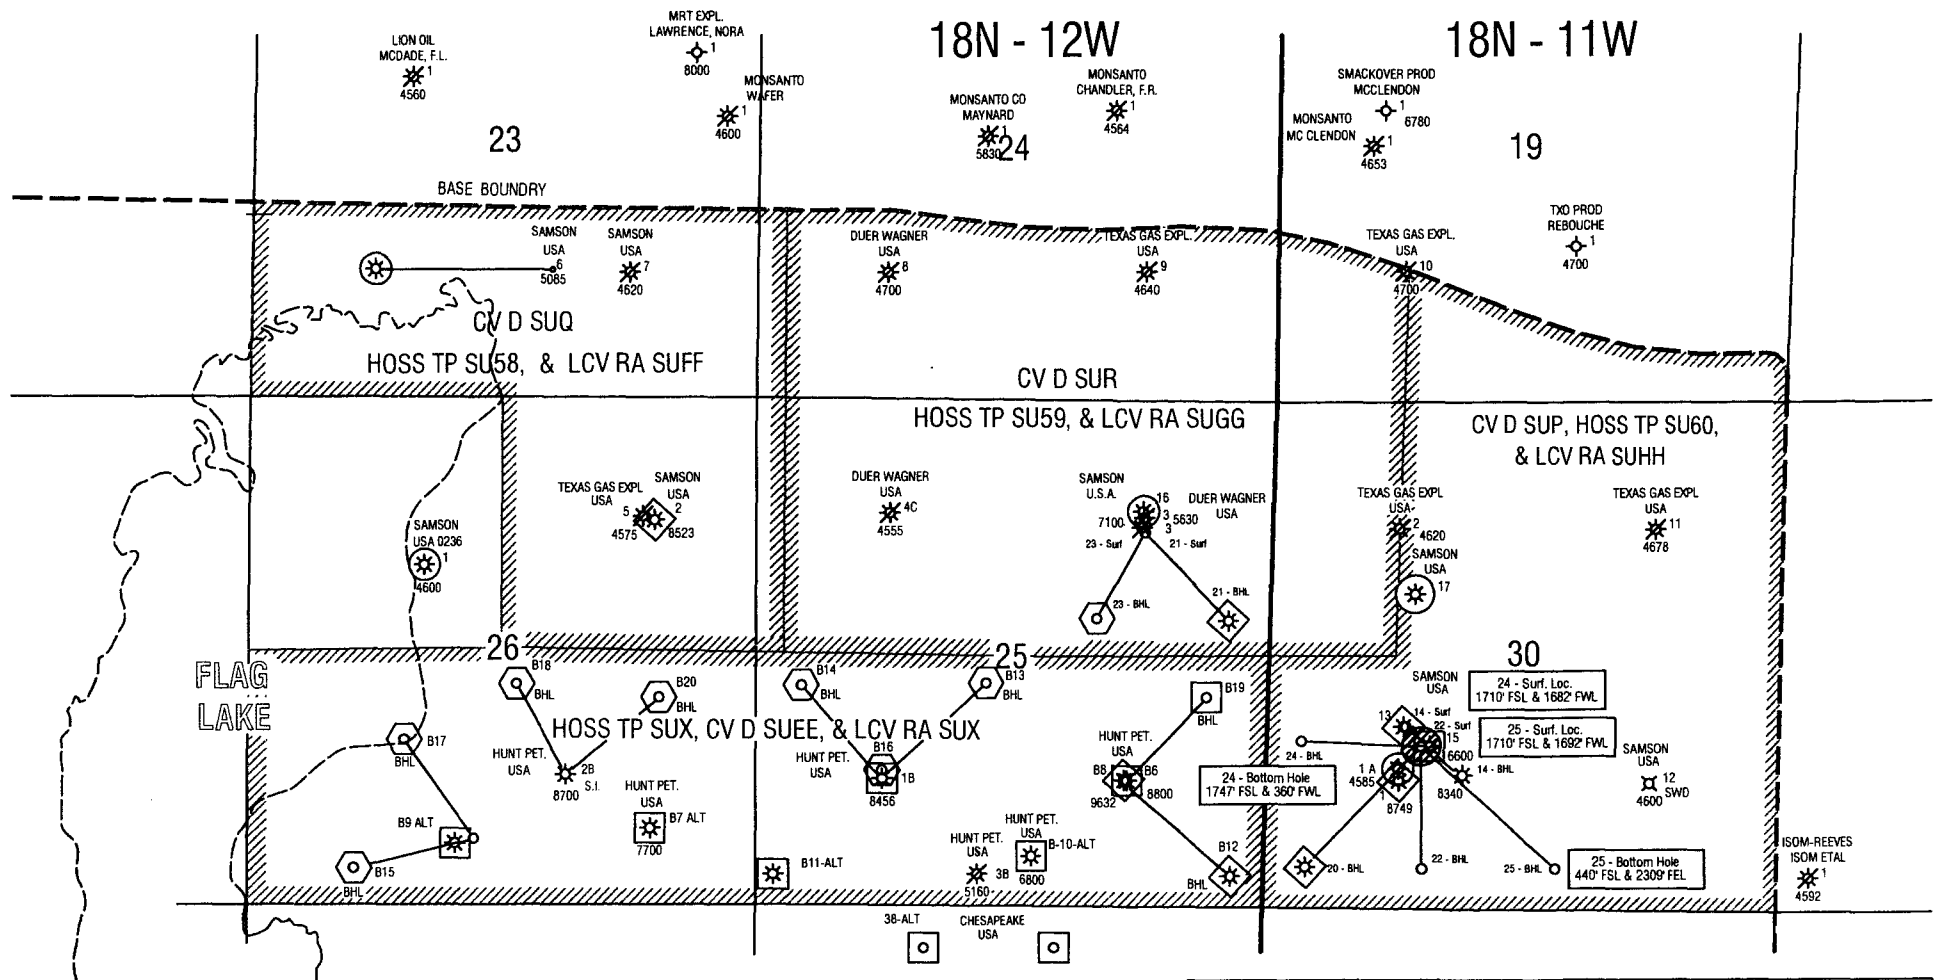 18N - 12W
18N - 11W
MRT EXPL.
LAWRENCE, NORA
1
8000
LION OIL
MCDADE, F.L.
1
4560
MONSANTO
WAFER
1
4600
MONSANTO CO
MAYNARD
1
5830
MONSANTO
CHANDLER, F.R.
1
4564
SMACKOVER PROD
MCCLENDON
1
6780
MONSANTO
MC CLENDON
1
4653
23
24
19
BASE BOUNDRY
TXO PROD
REBOUCHE
1
4700
SAMSON
USA
6
5085
SAMSON
USA
7
4620
DUER WAGNER
USA
8
4700
TEXAS GAS EXPL.
USA
9
4640
TEXAS GAS EXPL.
USA
10
4700
CV D SUQ
HOSS TP SU58, & LCV RA SUFF
CV D SUR
HOSS TP SU59, & LCV RA SUGG
CV D SUP, HOSS TP SU60,
& LCV RA SUHH
SAMSON
USA 0236
1
4600
TEXAS GAS EXPL
USA
5
4575
SAMSON
USA
2
8523
DUER WAGNER
USA
4C
4555
SAMSON
U.S.A.
16
7100
3
5630
3
DUER WAGNER
USA
23 - Surf
21 - Surf
23 - BHL
21 - BHL
TEXAS GAS EXPL
USA
2
4620
SAMSON
USA
17
TEXAS GAS EXPL
USA
11
4678
26
25
30
FLAG
LAKE
B18
BHL
B20
BHL
B14
BHL
B13
BHL
B19
BHL
HOSS TP SUX, CV D SUEE, & LCV RA SUX
B17
BHL
HUNT PET.
USA
2B
S.I.
8700
HUNT PET.
USA
B16
1B
8456
HUNT PET.
USA
B8
B6
9632
8800
HUNT PET.
USA
B7 ALT
7700
B9 ALT
B15
BHL
B11-ALT
HUNT PET.
USA
3B
5160
HUNT PET.
USA
B-10-ALT
6800
B12
BHL
SAMSON
USA
24 - Surf. Loc.
1710' FSL & 1682' FWL
25 - Surf. Loc.
1710' FSL & 1692' FWL
13
14 - Surf
22 - Surf
15
6600
24 - BHL
1 A
4585
1
8749
8340
14 - BHL
24 - Bottom Hole
1747' FSL & 360' FWL
SAMSON
USA
12
SWD
4600
20 - BHL
22 - BHL
25 - BHL
25 - Bottom Hole
440' FSL & 2309' FEL
ISOM-REEVES
ISOM ETAL
1
4592
38-ALT
CHESAPEAKE
USA